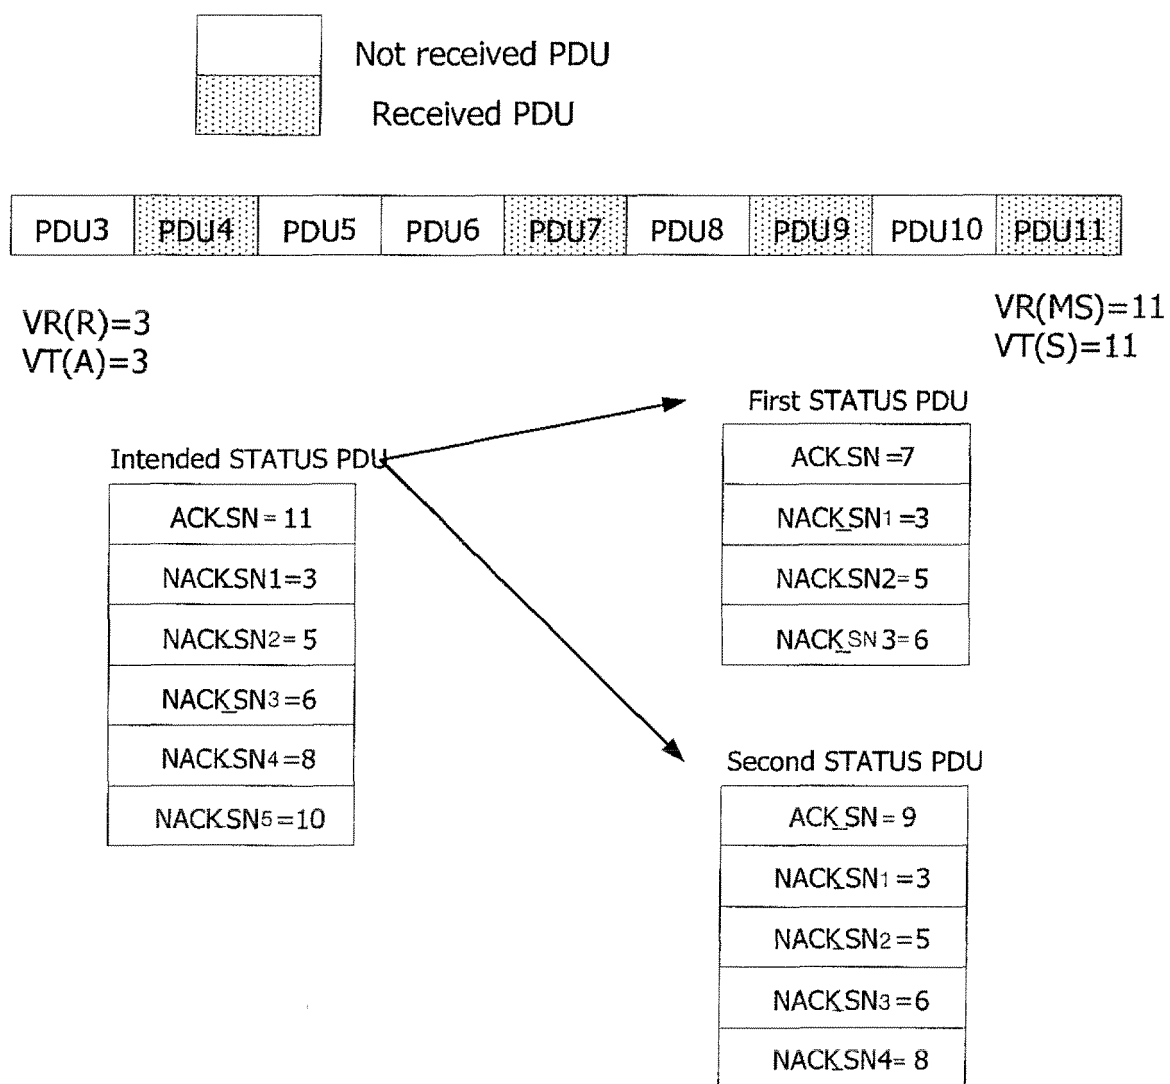 Not received PDU
Received PDU
PDU3 PDU4 PDU5 PDU6 PDU7 PDU8 PDU9 PDU10 PDU11
VR(R)=3
VT(A)=3
VR(MS)=11
VT(S)=11
Intended STATUS PDU
ACK_SN = 11
NACK_SN1=3
NACK_SN2= 5
NACK_SN3=6
NACK_SN4=8
NACK_SN5=10
First STATUS PDU
ACK_SN =7
NACK_SN1 =3
NACK_SN2= 5
NACK_SN 3=6
Second STATUS PDU
ACK_SN= 9
NACK_SN1 =3
NACK_SN2=5
NACK_SN3=6
NACK_SN4= 8